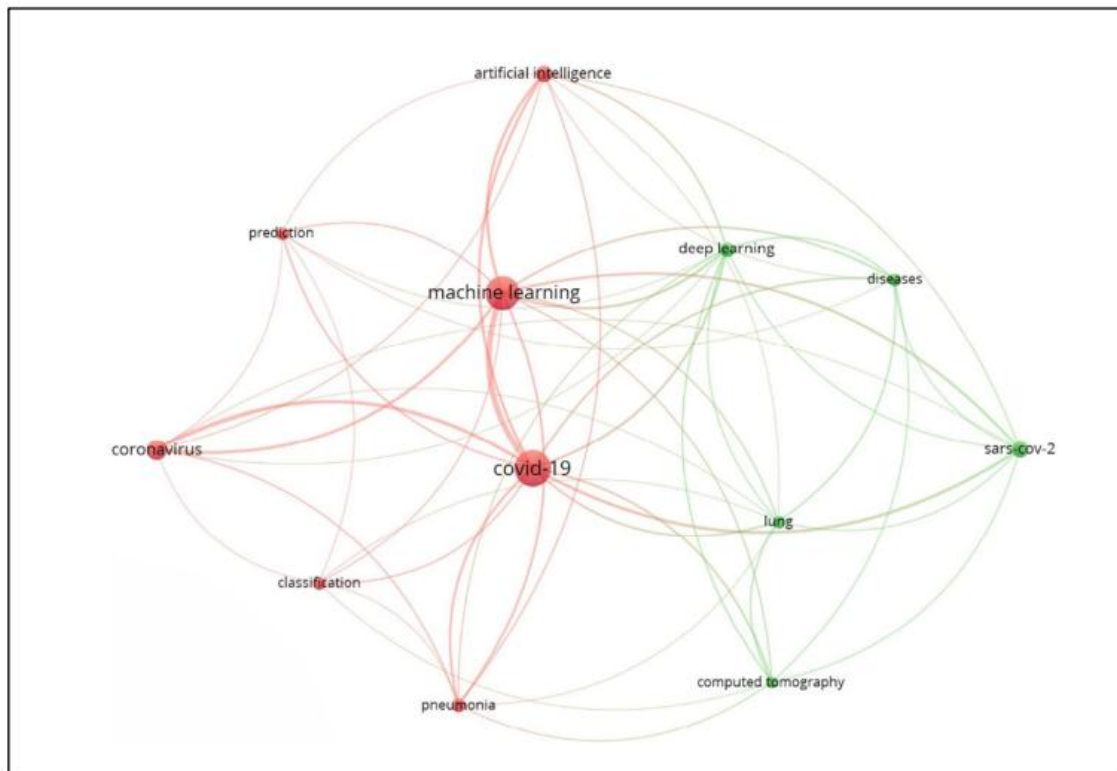 artificial intelligence
prediction
deep learning
diseases
machine learning
coronavirus
covid-19
sars-cov-2
lung
classification
computed tomography
pneumonia